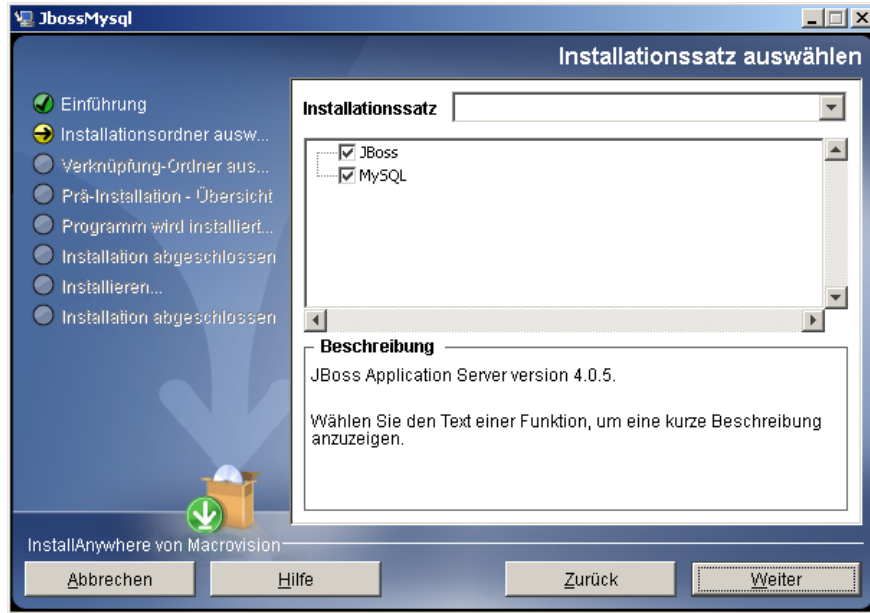 JbossMysql
Installationssatz auswählen
Einführung
Installationsordner ausw...
Verknüpfung-Ordner aus...
Prä-Installation - Übersicht
Programm wird installiert...
Installation abgeschlossen
Installieren...
Installation abgeschlossen
Installationssatz
JBoss
MySQL
Beschreibung
JBoss Application Server version 4.0.5.
Wählen Sie den Text einer Funktion, um eine kurze Beschreibung
anzuzeigen.
InstallAnywhere von Macrovision
Abbrechen
Hilfe
Zurück
Weiter